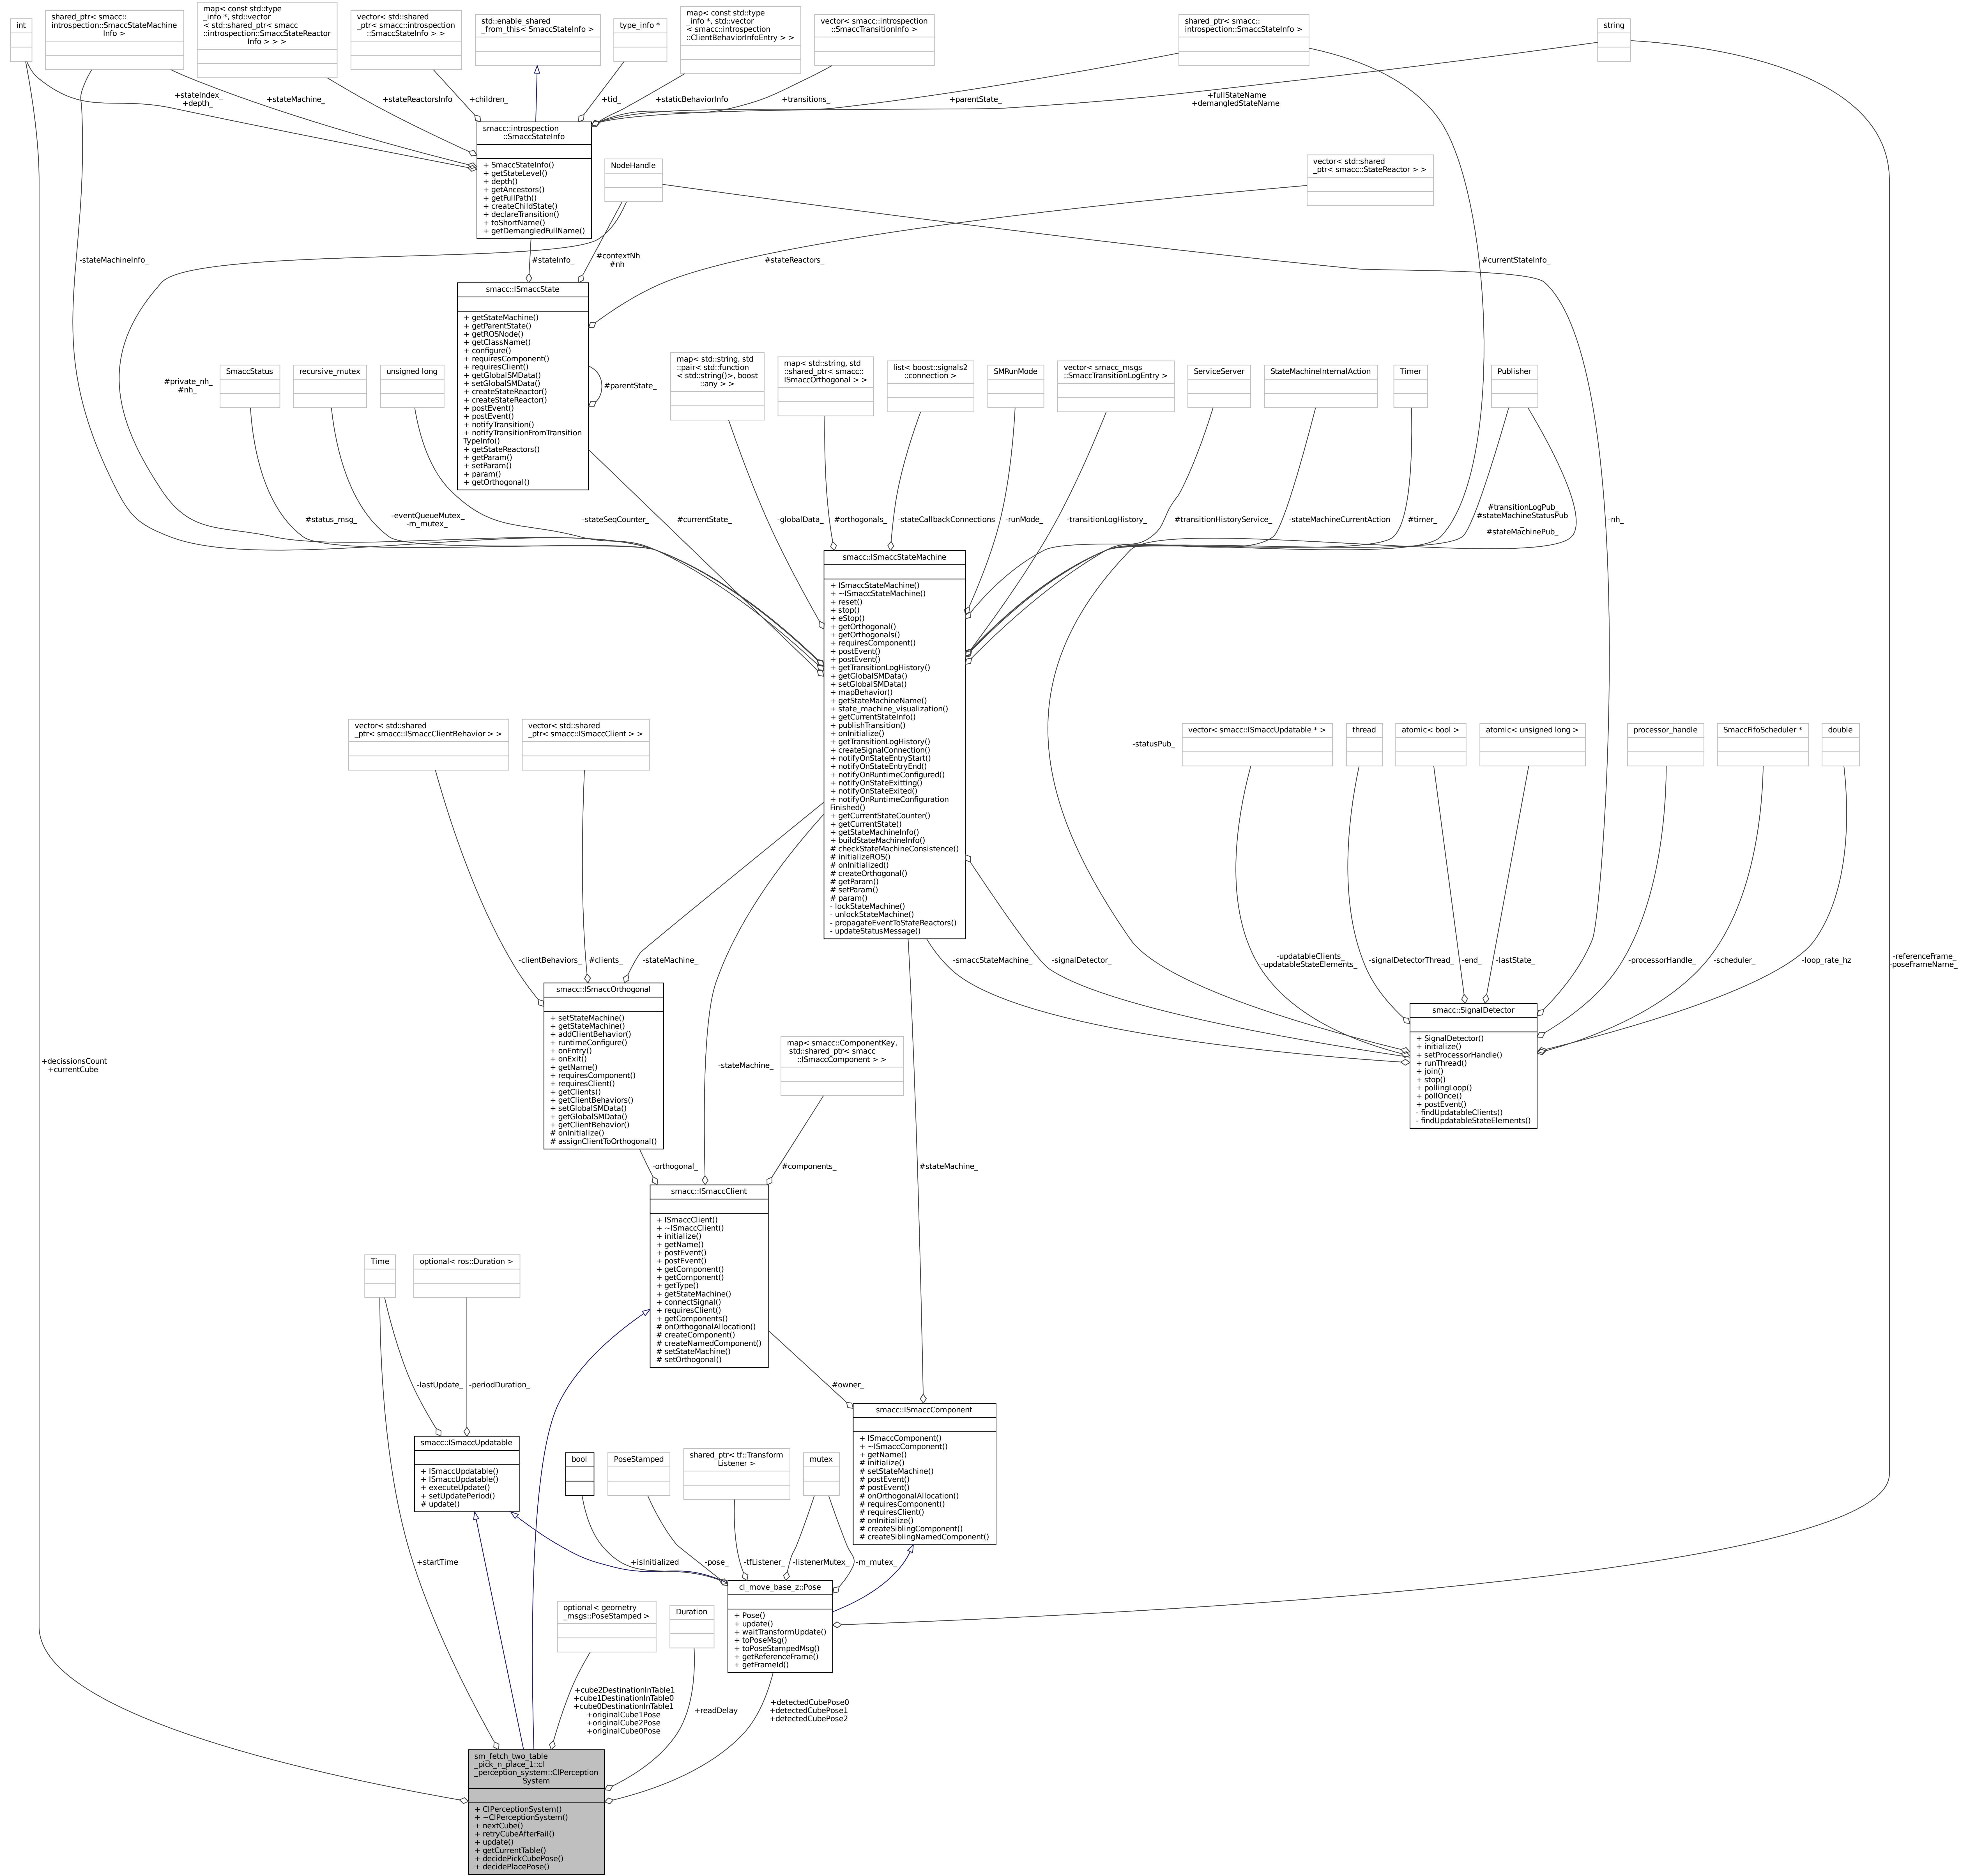 int
shared_ptr< smacc::
introspection::SmaccStateMachine
Info >
map< const std::type
_info *, std::vector
< std::shared_ptr< smacc
::introspection::SmaccStateReactor
Info > > >
vector< std::shared
_ptr< smacc::introspection
::SmaccStateInfo > >
std::enable_shared
_from_this< SmaccStateInfo >
type_info *
map< const std::type
_info *, std::vector
< smacc::introspection
::ClientBehaviorInfoEntry > >
vector< smacc::introspection
::SmaccTransitionInfo >
shared_ptr< smacc::
introspection::SmaccStateInfo >
string
+stateIndex_
+depth_
+stateMachine_
+stateReactorsInfo
+children_
+tid_
+staticBehaviorInfo
+transitions_
+parentState_
+fullStateName
+demangledStateName
smacc::introspection
::SmaccStateInfo
+ SmaccStateInfo()
+ getStateLevel()
+ depth()
+ getAncestors()
+ getFullPath()
+ createChildState()
+ declareTransition()
+ toShortName()
+ getDemangledFullName()
NodeHandle
vector< std::shared
_ptr< smacc::StateReactor > >
-stateMachineInfo_
#stateInfo_
#contextNh
#nh
#stateReactors_
#currentStateInfo_
smacc::ISmaccState
+ getStateMachine()
+ getParentState()
+ getROSNode()
+ getClassName()
+ configure()
+ requiresComponent()
+ requiresClient()
+ getGlobalSMData()
+ setGlobalSMData()
+ createStateReactor()
+ createStateReactor()
+ postEvent()
+ postEvent()
+ notifyTransition()
+ notifyTransitionFromTransition
TypeInfo()
+ getStateReactors()
+ getParam()
+ setParam()
+ param()
+ getOrthogonal()
#parentState_
#private_nh_
#nh_
SmaccStatus
recursive_mutex
unsigned long
map< std::string, std
::pair< std::function
< std::string()>, boost
::any > >
map< std::string, std
::shared_ptr< smacc::
ISmaccOrthogonal > >
list< boost::signals2
::connection >
SMRunMode
vector< smacc_msgs
::SmaccTransitionLogEntry >
ServiceServer
StateMachineInternalAction
Timer
Publisher
#status_msg_
-eventQueueMutex_
-m_mutex_
-stateSeqCounter_
#currentState_
-globalData_
#orthogonals_
-stateCallbackConnections
-runMode_
-transitionLogHistory_
#transitionHistoryService_
-stateMachineCurrentAction
#timer_
#transitionLogPub_
#stateMachineStatusPub
_
#stateMachinePub_
-nh_
smacc::ISmaccStateMachine
+ ISmaccStateMachine()
+ ~ISmaccStateMachine()
+ reset()
+ stop()
+ eStop()
+ getOrthogonal()
+ getOrthogonals()
+ requiresComponent()
+ postEvent()
+ postEvent()
+ getTransitionLogHistory()
+ getGlobalSMData()
+ setGlobalSMData()
+ mapBehavior()
+ getStateMachineName()
+ state_machine_visualization()
+ getCurrentStateInfo()
+ publishTransition()
+ onInitialize()
+ getTransitionLogHistory()
+ createSignalConnection()
+ notifyOnStateEntryStart()
+ notifyOnStateEntryEnd()
+ notifyOnRuntimeConfigured()
+ notifyOnStateExitting()
+ notifyOnStateExited()
+ notifyOnRuntimeConfiguration
Finished()
+ getCurrentStateCounter()
+ getCurrentState()
+ getStateMachineInfo()
+ buildStateMachineInfo()
# checkStateMachineConsistence()
# initializeROS()
# onInitialized()
# createOrthogonal()
# getParam()
# setParam()
# param()
- lockStateMachine()
- unlockStateMachine()
- propagateEventToStateReactors()
- updateStatusMessage()
vector< std::shared
_ptr< smacc::ISmaccClientBehavior > >
vector< std::shared
_ptr< smacc::ISmaccClient > >
-statusPub_
vector< smacc::ISmaccUpdatable * >
thread
atomic< bool >
atomic< unsigned long >
processor_handle
SmaccFifoScheduler *
double
-clientBehaviors_
#clients_
-stateMachine_
-smaccStateMachine_
-signalDetector_
-updatableClients_
-updatableStateElements_
-signalDetectorThread_
-end_
-lastState_
-processorHandle_
-scheduler_
-loop_rate_hz
-referenceFrame_
-poseFrameName_
smacc::ISmaccOrthogonal
+ setStateMachine()
+ getStateMachine()
+ addClientBehavior()
+ runtimeConfigure()
+ onEntry()
+ onExit()
+ getName()
+ requiresComponent()
+ requiresClient()
+ getClients()
+ getClientBehaviors()
+ setGlobalSMData()
+ getGlobalSMData()
+ getClientBehavior()
# onInitialize()
# assignClientToOrthogonal()
smacc::SignalDetector
+ SignalDetector()
+ initialize()
+ setProcessorHandle()
+ runThread()
+ join()
+ stop()
+ pollingLoop()
+ pollOnce()
+ postEvent()
- findUpdatableClients()
- findUpdatableStateElements()
+decissionsCount
+currentCube
-stateMachine_
map< smacc::ComponentKey,
std::shared_ptr< smacc
::ISmaccComponent > >
-orthogonal_
#components_
#stateMachine_
smacc::ISmaccClient
+ ISmaccClient()
+ ~ISmaccClient()
+ initialize()
+ getName()
+ postEvent()
+ postEvent()
+ getComponent()
+ getComponent()
+ getType()
+ getStateMachine()
+ connectSignal()
+ requiresClient()
+ getComponents()
# onOrthogonalAllocation()
# createComponent()
# createNamedComponent()
# setStateMachine()
# setOrthogonal()
Time
optional< ros::Duration >
-lastUpdate_
-periodDuration_
#owner_
smacc::ISmaccComponent
+ ISmaccComponent()
+ ~ISmaccComponent()
+ getName()
# initialize()
# setStateMachine()
# postEvent()
# postEvent()
# onOrthogonalAllocation()
# requiresComponent()
# requiresClient()
# onInitialize()
# createSiblingComponent()
# createSiblingNamedComponent()
smacc::ISmaccUpdatable
+ ISmaccUpdatable()
+ ISmaccUpdatable()
+ executeUpdate()
+ setUpdatePeriod()
# update()
bool
PoseStamped
shared_ptr< tf::Transform
Listener >
mutex
+startTime
+isInitialized
-pose_
-tfListener_
-listenerMutex_
-m_mutex_
cl_move_base_z::Pose
+ Pose()
+ update()
+ waitTransformUpdate()
+ toPoseMsg()
+ toPoseStampedMsg()
+ getReferenceFrame()
+ getFrameId()
optional< geometry
_msgs::PoseStamped >
Duration
+cube2DestinationInTable1
+cube1DestinationInTable0
+cube0DestinationInTable1
+originalCube1Pose
+originalCube2Pose
+originalCube0Pose
+readDelay
+detectedCubePose0
+detectedCubePose1
+detectedCubePose2
sm_fetch_two_table
_pick_n_place_1::cl
_perception_system::ClPerception
System
+ ClPerceptionSystem()
+ ~ClPerceptionSystem()
+ nextCube()
+ retryCubeAfterFail()
+ update()
+ getCurrentTable()
+ decidePickCubePose()
+ decidePlacePose()